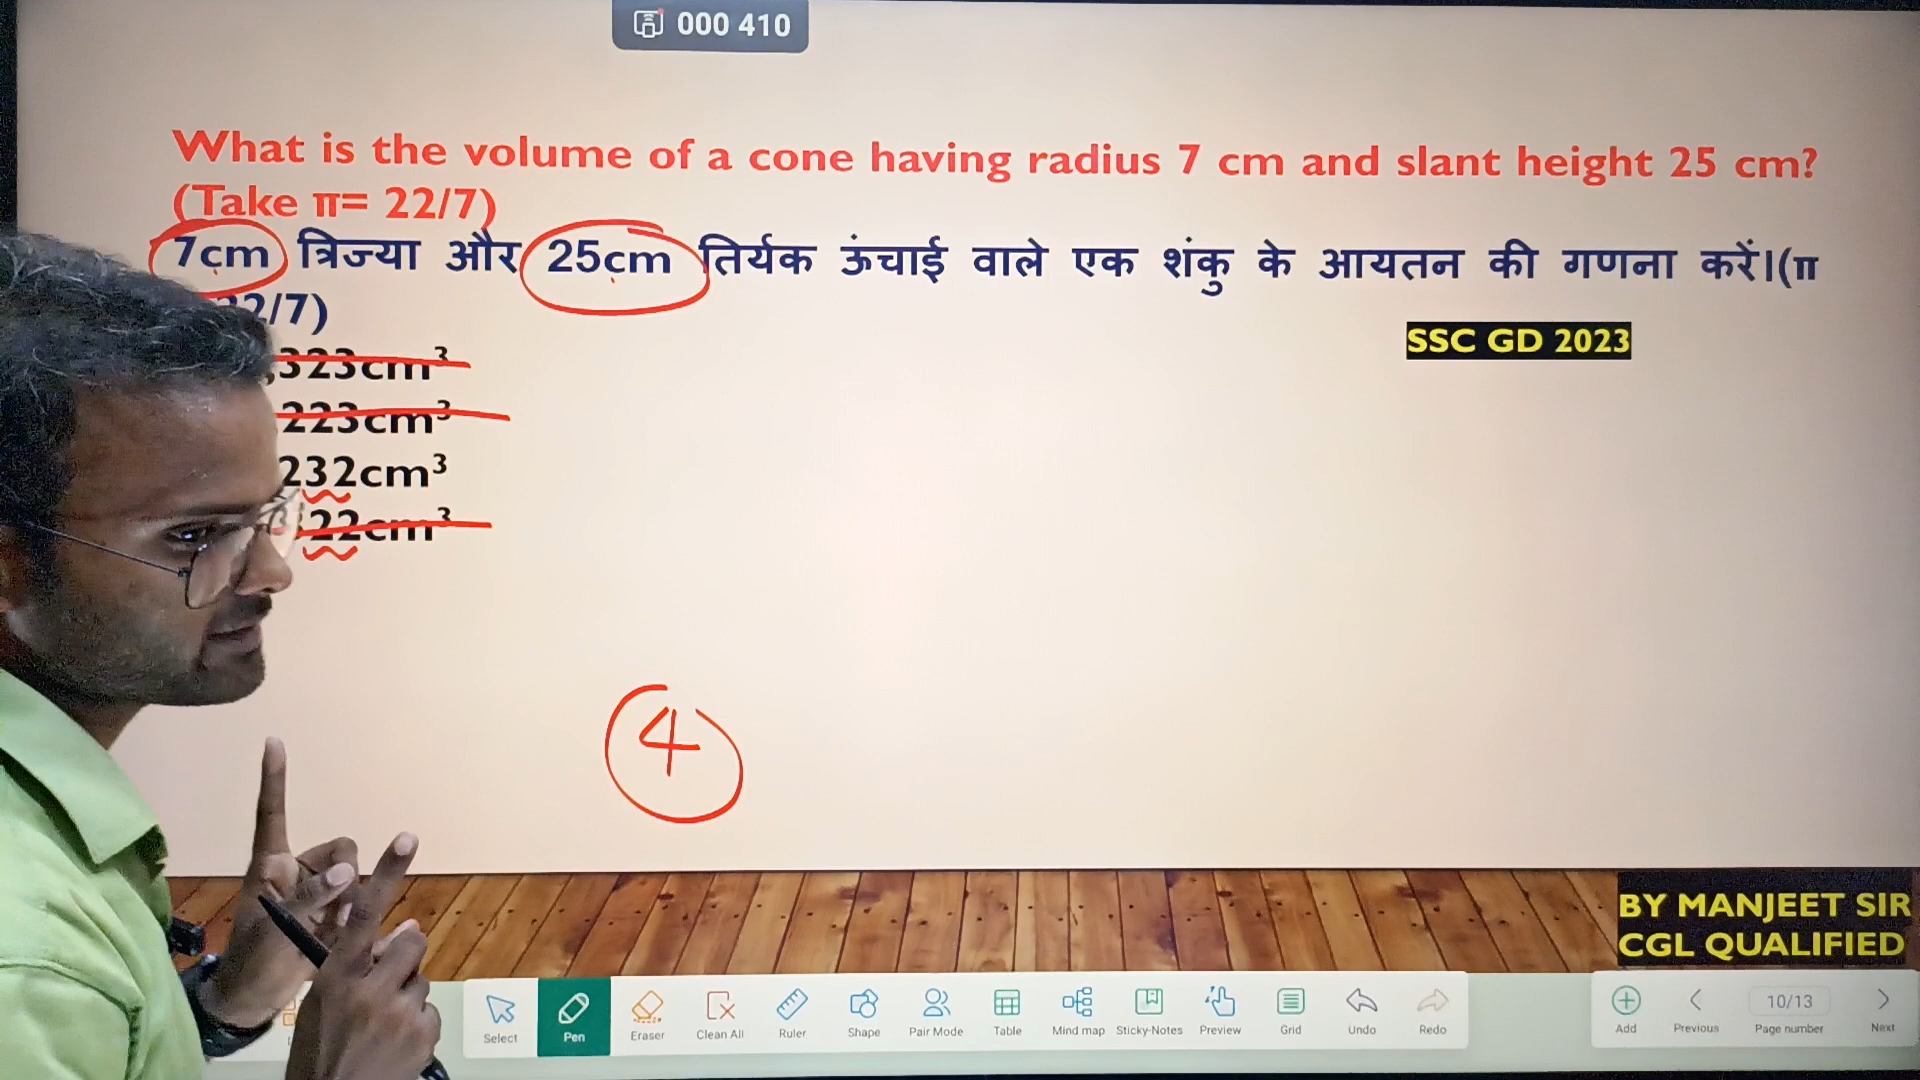 000 410
What is the volume of a cone having radius 7 cm and slant height 25 cm?
(Take π= 22/7)
7cm त्रिज्या और 25cm तिर्यक ऊंचाई वाले एक शंकु के आयतन की गणना करें।(π
22/7)
SSC GD 2023
,323cm³
223cm³
232cm³
22cm³
4
BY MANJEET SIR
CGL QUALIFIED
Select Pen Eraser Clean All Ruler Shape Pair Mode Table Mind map Sticky-Notes Preview Grid Undo Redo Add Previous 10/13 Page number Next